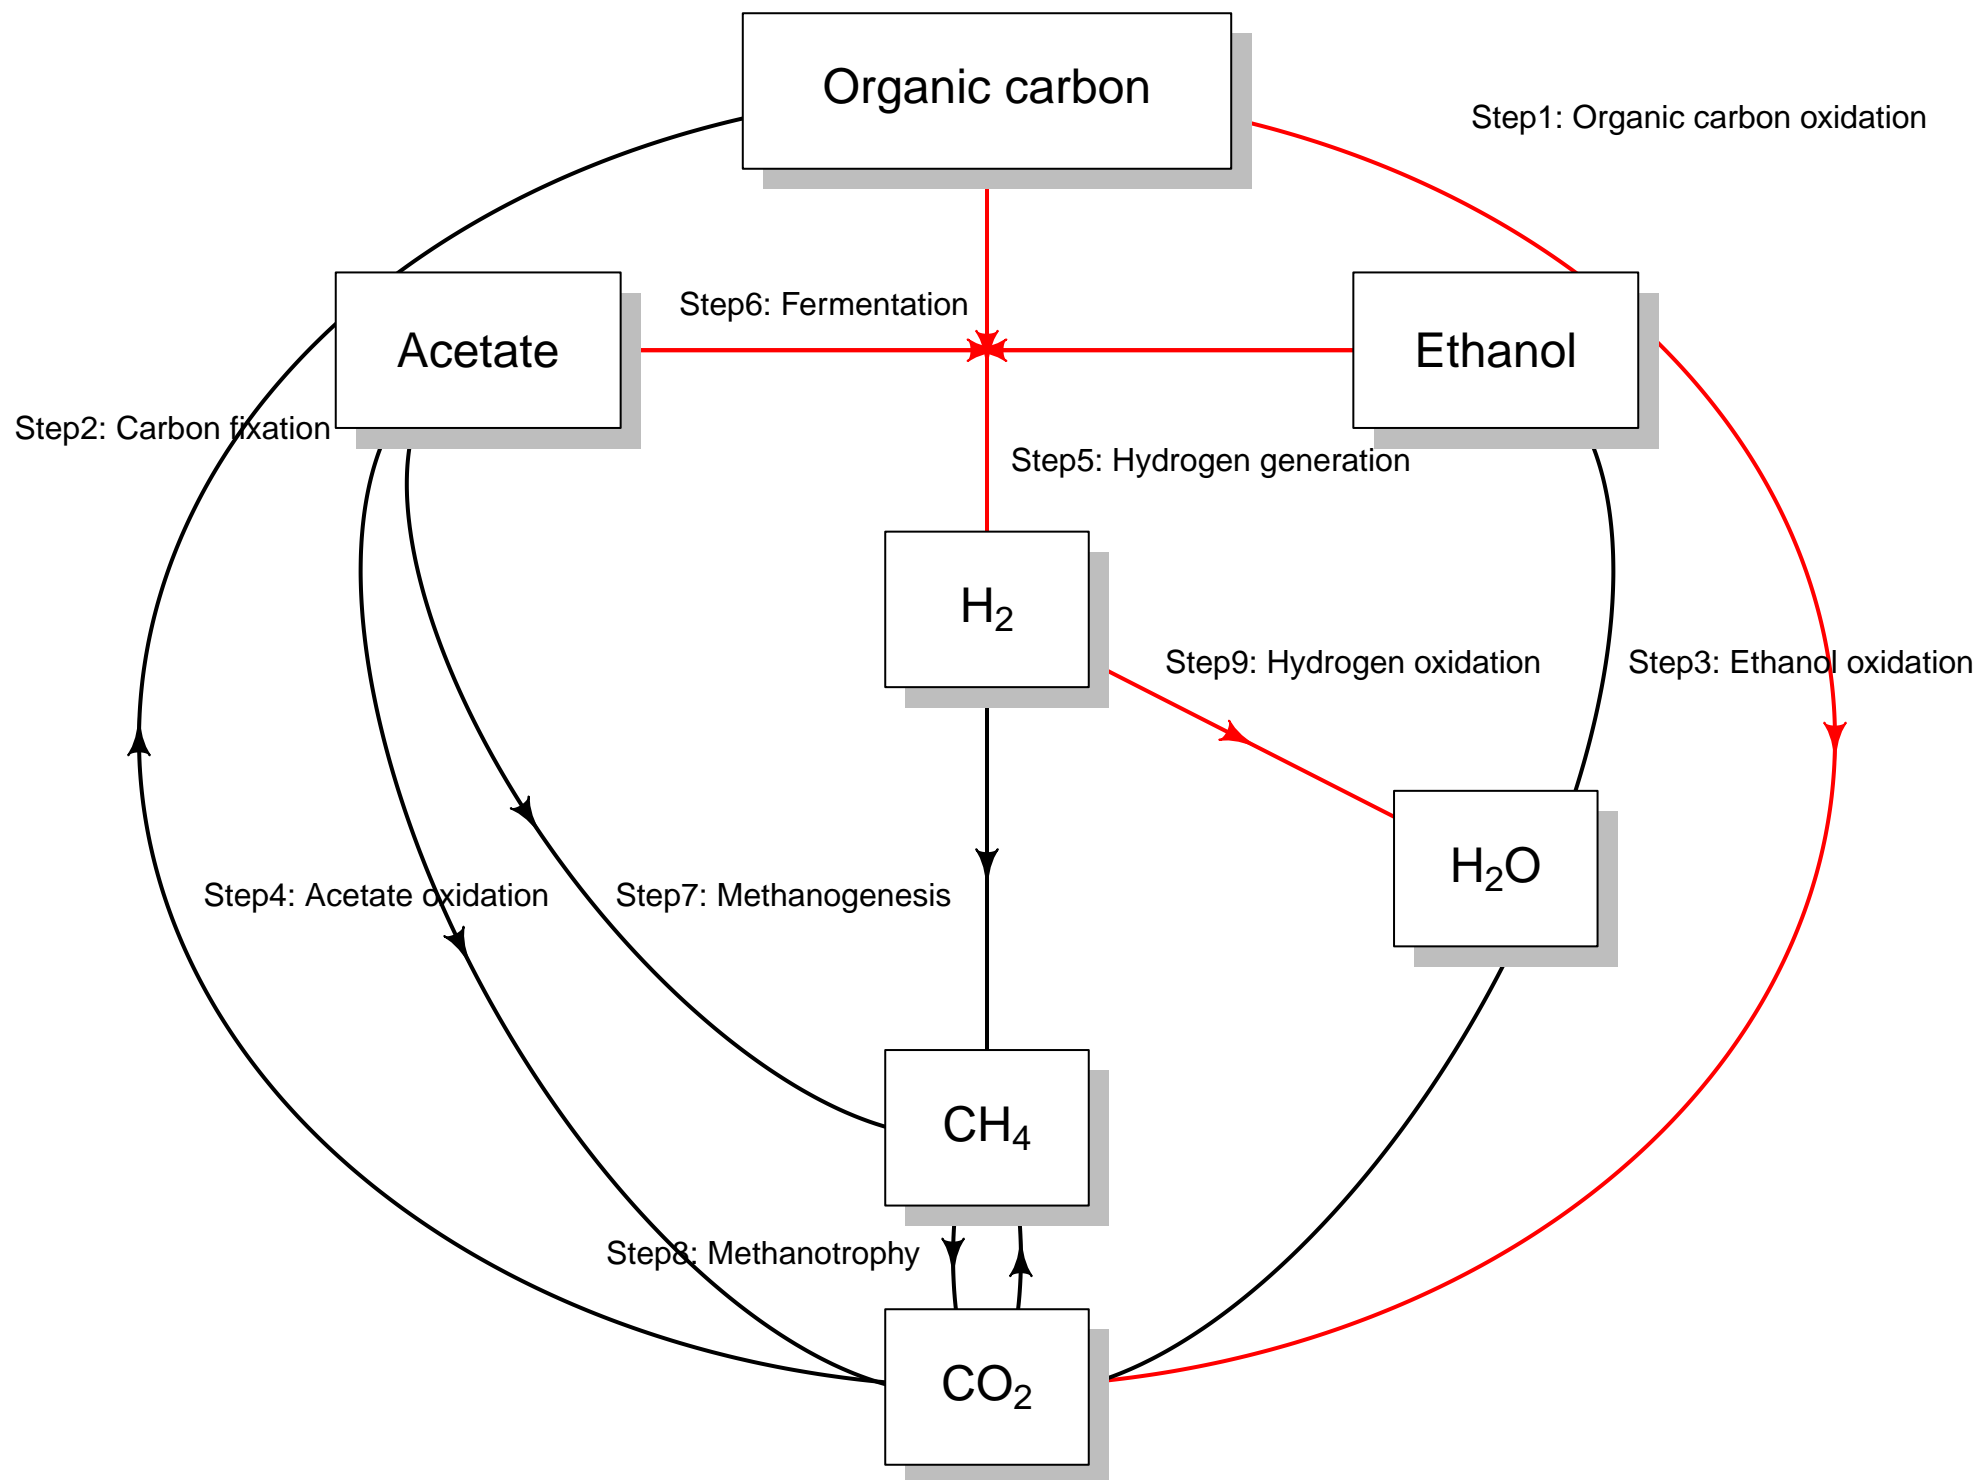 Organic carbon
Step1: Organic carbon oxidation
Step6: Fermentation
Acetate
Ethanol
Step2: Carbon fixation
Step5: Hydrogen generation
H₂
Step9: Hydrogen oxidation
Step3: Ethanol oxidation
H₂O
Step4: Acetate oxidation
Step7: Methanogenesis
CH₄
Step8: Methanotrophy
CO₂